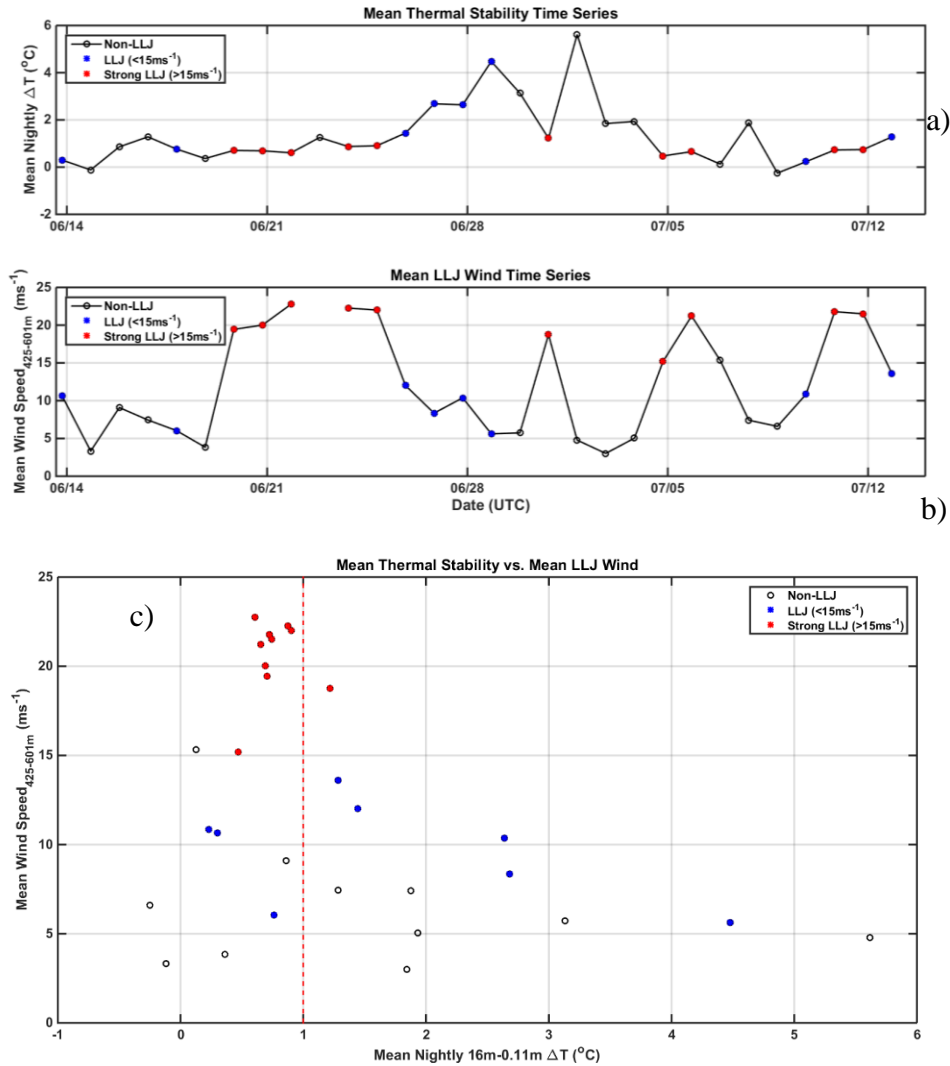 Mean Thermal Stability Time Series
Mean Nightly ΔT (°C)
6
4
2
0
-2
Non-LLJ
LLJ (<15ms⁻¹)
Strong LLJ (>15ms⁻¹)
06/14 06/21 06/28 07/05 07/12
a)
Mean LLJ Wind Time Series
Mean Wind Speed₄₂₅₋₆₀₁ₘ (ms⁻¹)
25
20
15
10
5
0
Non-LLJ
LLJ (<15ms⁻¹)
Strong LLJ (>15ms⁻¹)
06/14 06/21 06/28 07/05 07/12
Date (UTC)
b)
Mean Thermal Stability vs. Mean LLJ Wind
c)
Mean Wind Speed₄₂₅₋₆₀₁ₘ (ms⁻¹)
25
20
15
10
5
0
Non-LLJ
LLJ (<15ms⁻¹)
Strong LLJ (>15ms⁻¹)
-1 0 1 2 3 4 5 6
Mean Nightly 16m-0.11m ΔT (°C)